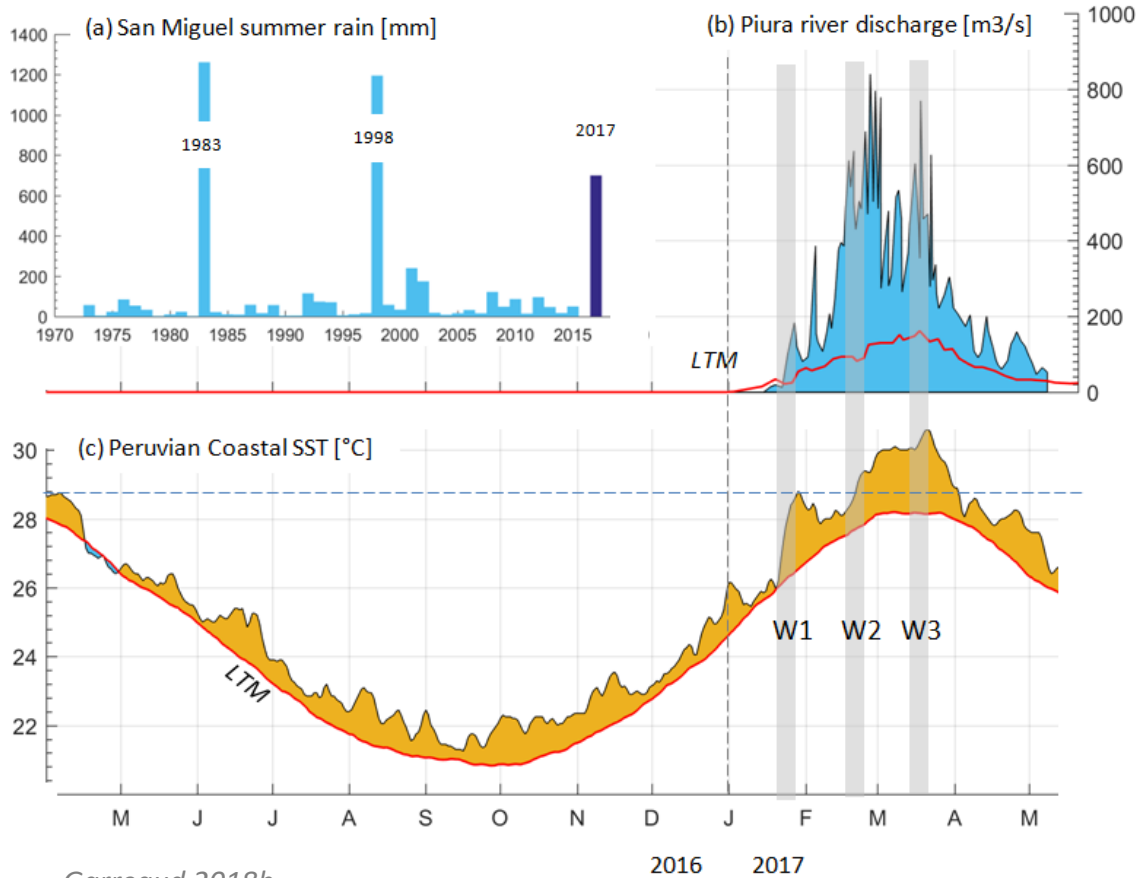 (a) San Miguel summer rain [mm]
(b) Piura river discharge [m3/s]
1400
1200
1000
800
600
400
200
0
1983
1998
2017
1970 1975 1980 1985 1990 1995 2000 2005 2010 2015
1000
800
600
400
200
0
LTM
(c) Peruvian Coastal SST [°C]
30
28
26
24
22
W1 W2 W3
LTM
M J J A S O N D J F M A M
2016 2017